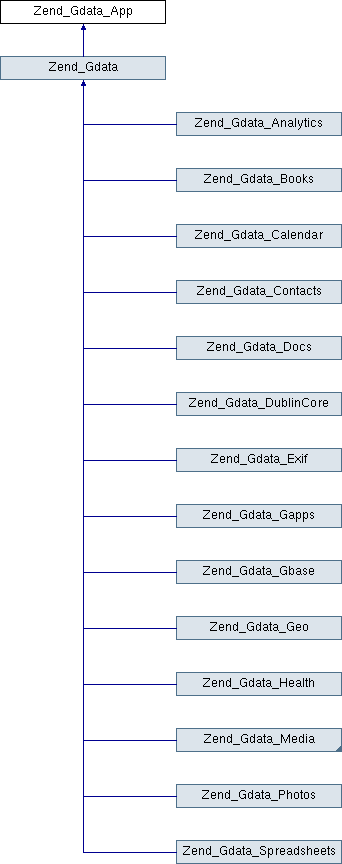 Zend_Gdata_App
Zend_Gdata
Zend_Gdata_Analytics
Zend_Gdata_Books
Zend_Gdata_Calendar
Zend_Gdata_Contacts
Zend_Gdata_Docs
Zend_Gdata_DublinCore
Zend_Gdata_Exif
Zend_Gdata_Gapps
Zend_Gdata_Gbase
Zend_Gdata_Geo
Zend_Gdata_Health
Zend_Gdata_Media
Zend_Gdata_Photos
Zend_Gdata_Spreadsheets